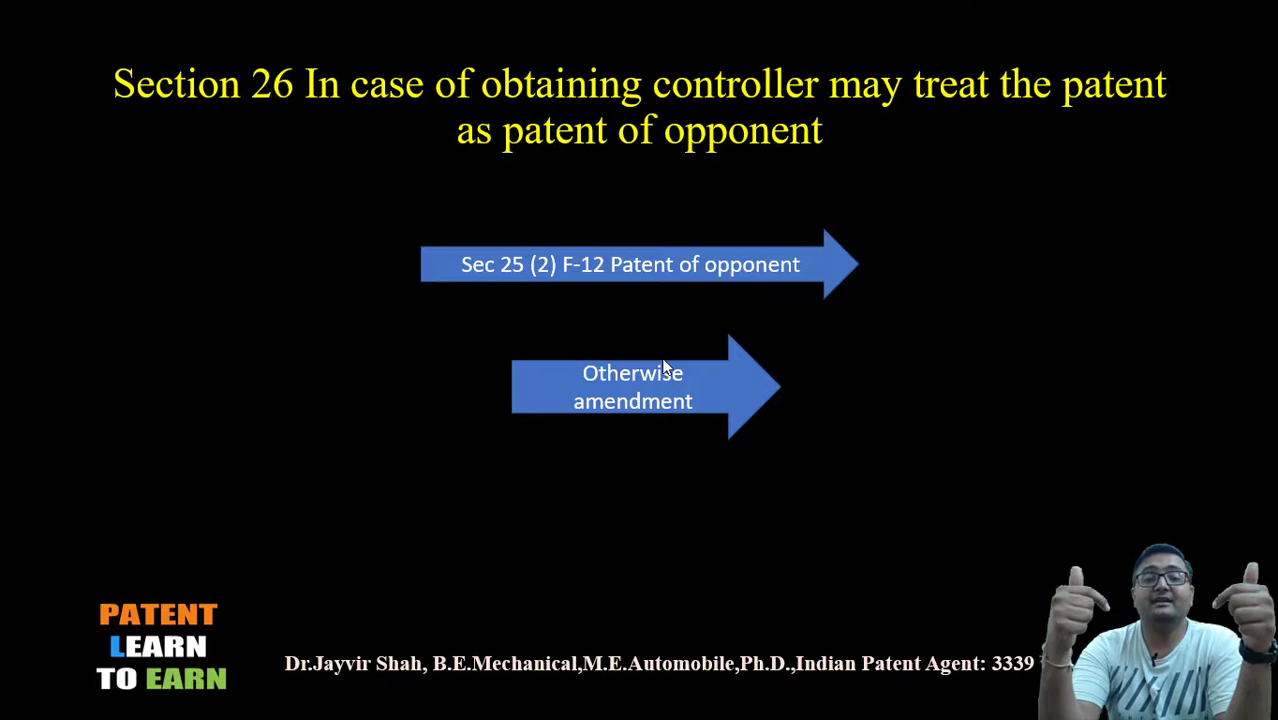 Section 26 In case of obtaining controller may treat the patent
as patent of opponent
Sec 25 (2) F-12 Patent of opponent
Otherwise
amendment
PATENT
LEARN
TO EARN
Dr.Jayvir Shah, B.E.Mechanical,M.E.Automobile,Ph.D.,Indian Patent Agent: 3339